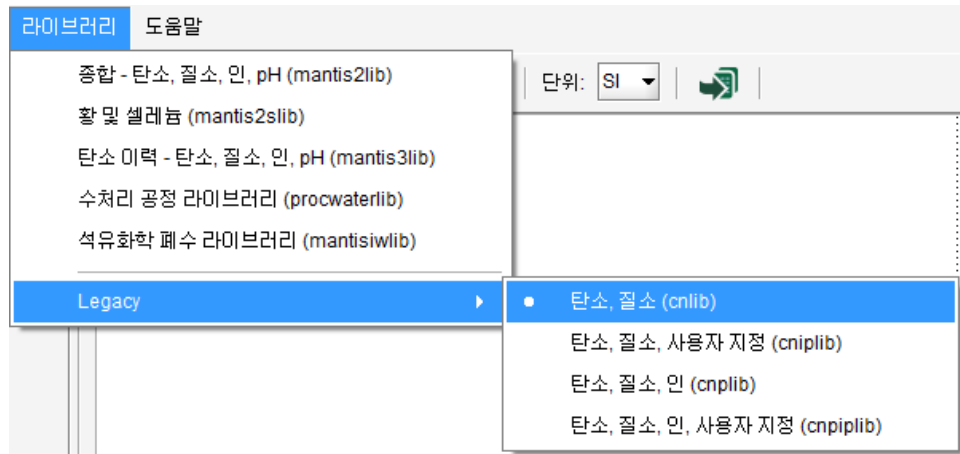 라이브러리 도움말
종합 - 탄소, 질소, 인, pH (mantis2lib)
단위: SI
황 및 셀레늄 (mantis2slib)
탄소 이력 - 탄소, 질소, 인, pH (mantis3lib)
수처리 공정 라이브러리 (procwaterlib)
석유화학 폐수 라이브러리 (mantisiwlib)
Legacy
탄소, 질소 (cnlib)
탄소, 질소, 사용자 지정 (cniplib)
탄소, 질소, 인 (cnplib)
탄소, 질소, 인, 사용자 지정 (cnpiplib)